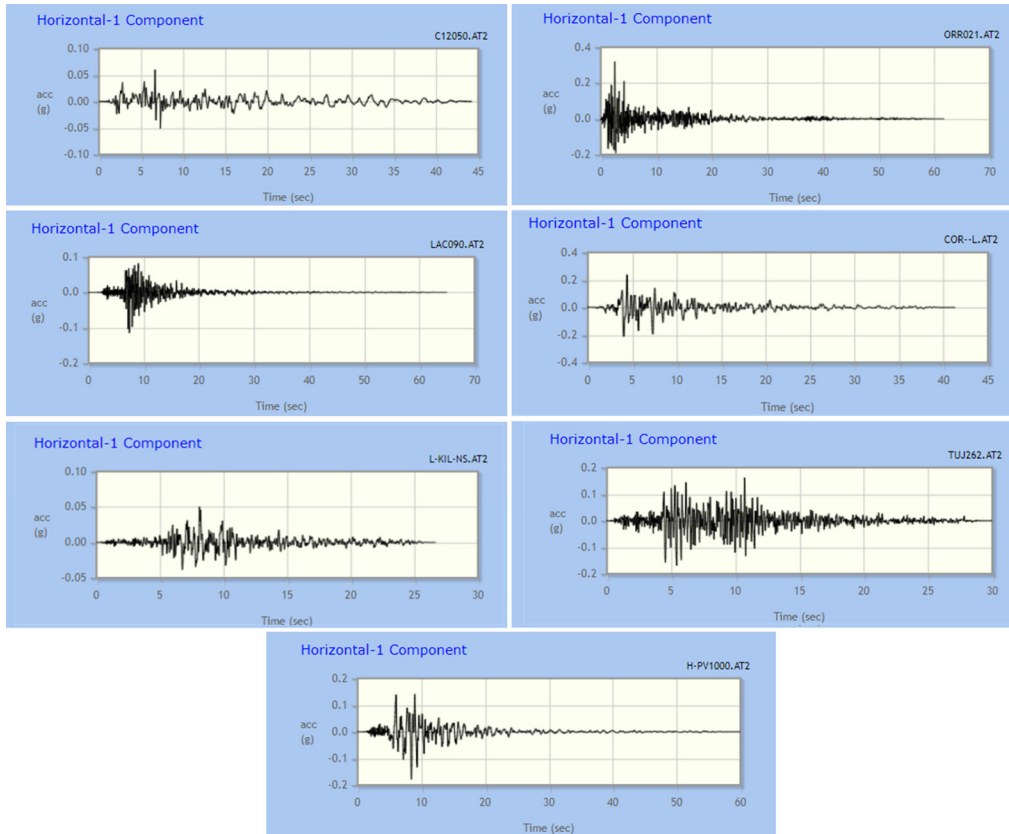 Horizontal-1 Component
C12050.AT2
0.10
0.05
acc
(g)
0.00
-0.05
-0.10
0 5 10 15 20 25 30 35 40 45
Time (sec)
Horizontal-1 Component
ORR021.AT2
0.4
0.2
acc
(g)
0.0
-0.2
0 10 20 30 40 50 60 70
Time (sec)
Horizontal-1 Component
LAC090.AT2
0.1
0.0
acc
(g)
-0.1
-0.2
0 10 20 30 40 50 60 70
Time (sec)
Horizontal-1 Component
COR--L.AT2
0.4
0.2
acc
(g)
0.0
-0.2
-0.4
0 5 10 15 20 25 30 35 40 45
Time (sec)
Horizontal-1 Component
L-KIL-NS.AT2
0.10
0.05
acc
(g)
0.00
-0.05
0 5 10 15 20 25 30
Time (sec)
Horizontal-1 Component
TUJ262.AT2
0.2
0.1
acc
(g)
0.0
-0.1
-0.2
0 5 10 15 20 25 30
Time (sec)
Horizontal-1 Component
H-PV1000.AT2
0.2
0.1
acc
(g)
0.0
-0.1
-0.2
0 10 20 30 40 50 60
Time (sec)